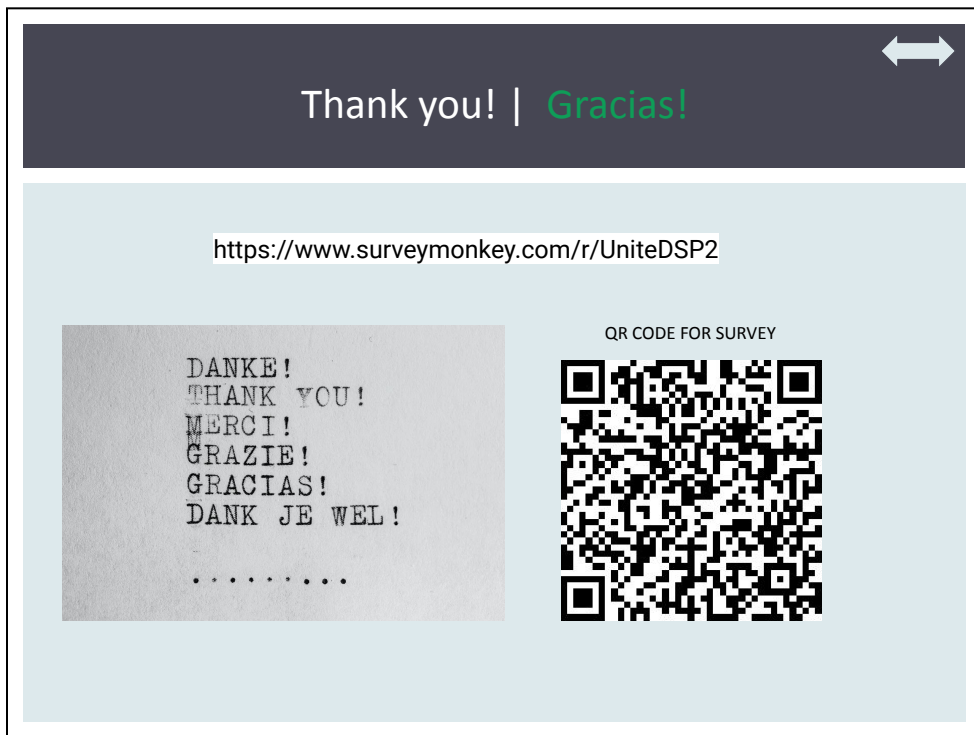 Thank you! | Gracias!
https://www.surveymonkey.com/r/UniteDSP2
DANKE!
THANK YOU!
MERCI!
GRAZIE!
GRACIAS!
DANK JE WEL!
.........
QR CODE FOR SURVEY